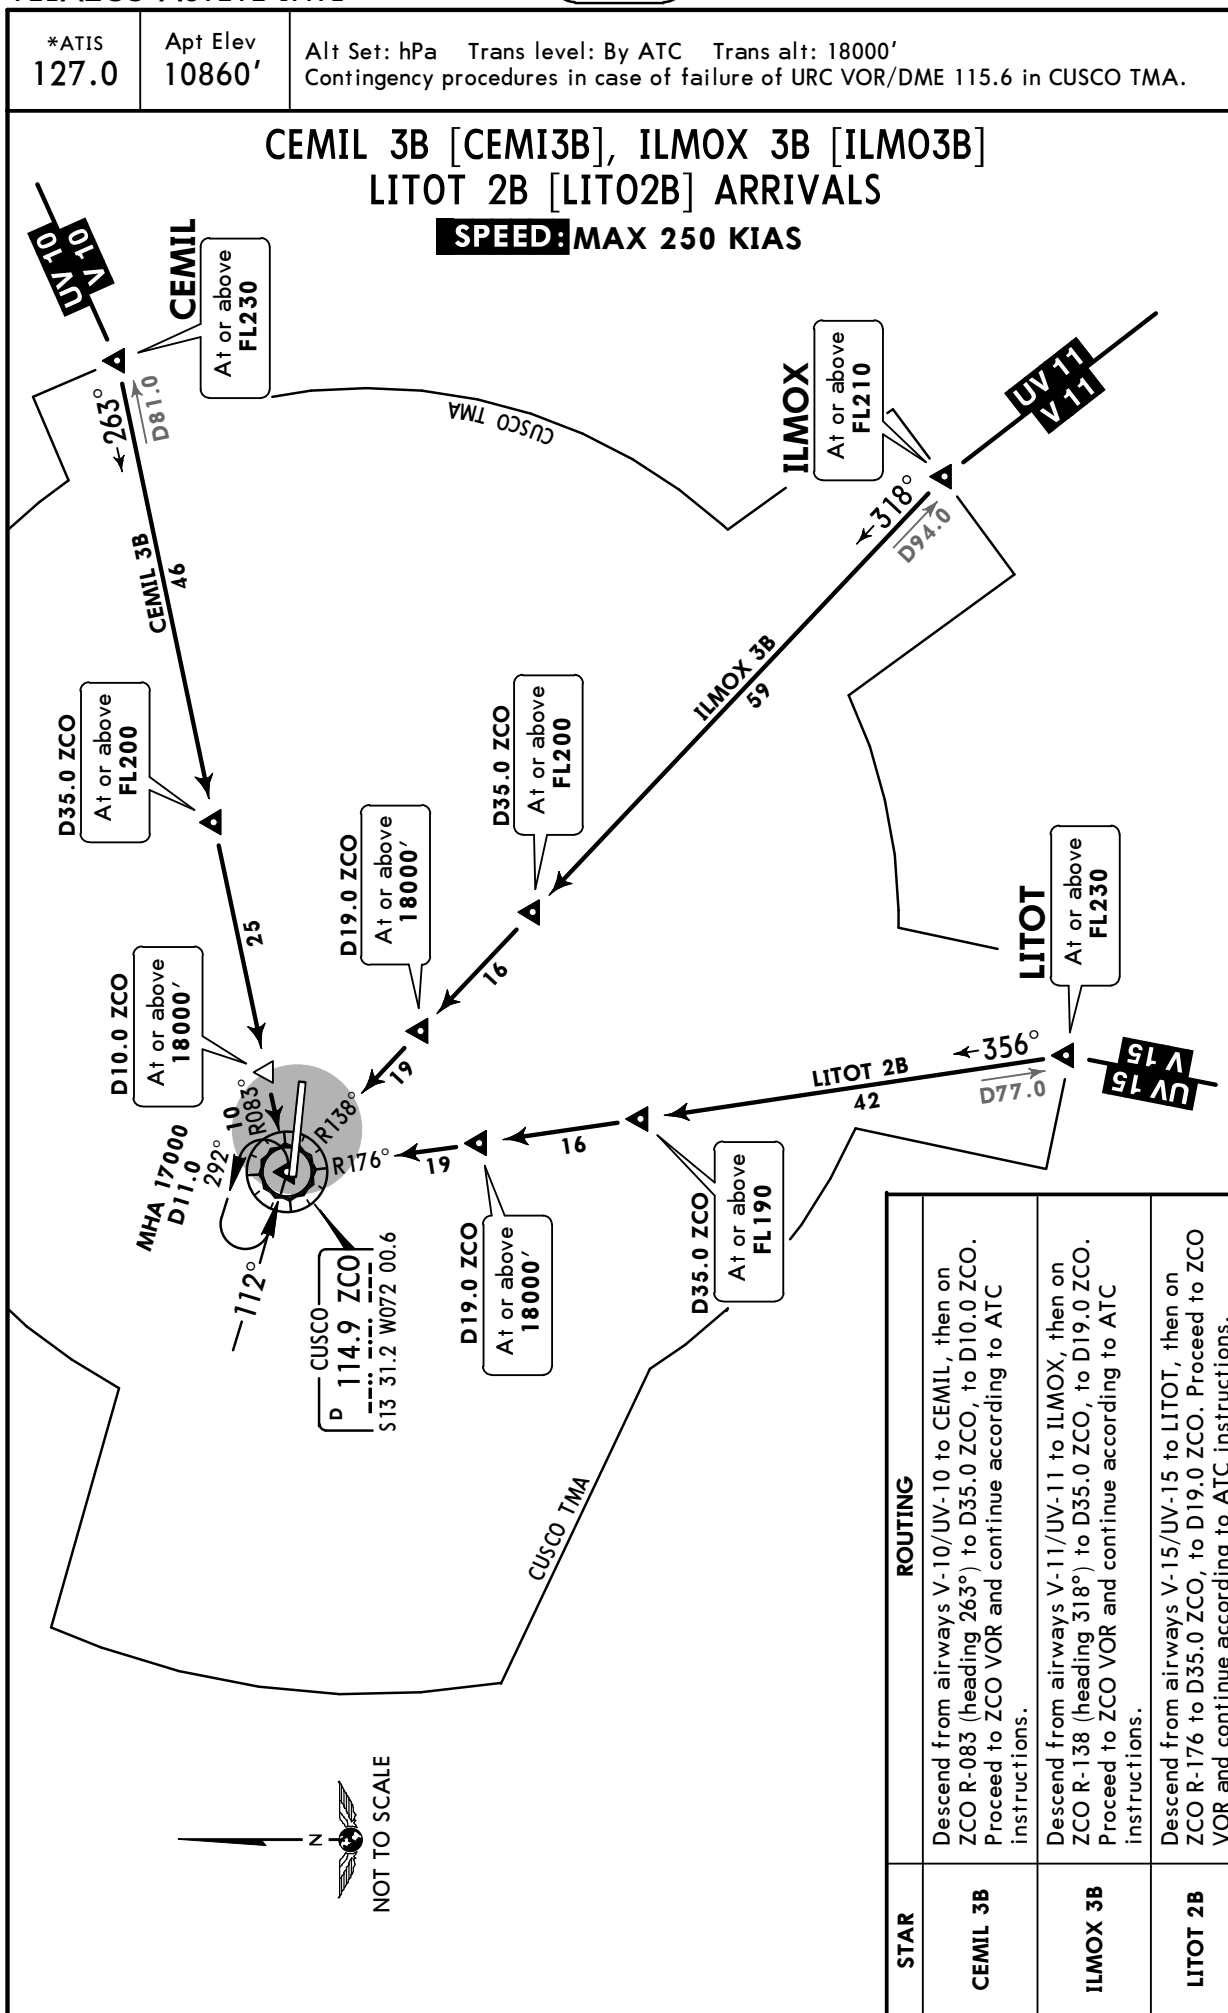 *ATIS
127.0
Apt Elev
10860'
Alt Set: hPa Trans level: By ATC Trans alt: 18000'
Contingency procedures in case of failure of URC VOR/DME 115.6 in CUSCO TMA.
CEMIL 3B [CEMI3B], ILMOX 3B [ILMO3B]
LITOT 2B [LITO2B] ARRIVALS
SPEED: MAX 250 KIAS
UV 10
V 10
CEMIL
At or above
FL230
263°
D81.0
CUSCO TMA
CEMIL 3B
46
ILMOX
At or above
FL210
UV 11
V 11
318°
D94.0
ILMOX 3B
59
D35.0 ZCO
At or above
FL200
D35.0 ZCO
At or above
FL200
25
D19.0 ZCO
At or above
18000'
16
19
D10.0 ZCO
At or above
18000'
10
R083°
R138°
R176°
MHA 17000
D11.0
292°
112°
CUSCO
D 114.9 ZCO
S13 31.2 W072 00.6
LITOT
At or above
FL230
356°
D77.0
V 15
UV 15
LITOT 2B
42
16
19
D19.0 ZCO
At or above
18000'
D35.0 ZCO
At or above
FL190
CUSCO TMA
N
NOT TO SCALE
STAR
ROUTING
CEMIL 3B
Descend from airways V-10/UV-10 to CEMIL, then on
ZCO R-083 (heading 263°) to D35.0 ZCO, to D10.0 ZCO.
Proceed to ZCO VOR and continue according to ATC
instructions.
ILMOX 3B
Descend from airways V-11/UV-11 to ILMOX, then on
ZCO R-138 (heading 318°) to D35.0 ZCO, to D19.0 ZCO.
Proceed to ZCO VOR and continue according to ATC
instructions.
LITOT 2B
Descend from airways V-15/UV-15 to LITOT, then on
ZCO R-176 to D35.0 ZCO, to D19.0 ZCO. Proceed to ZCO
VOR and continue according to ATC instructions.